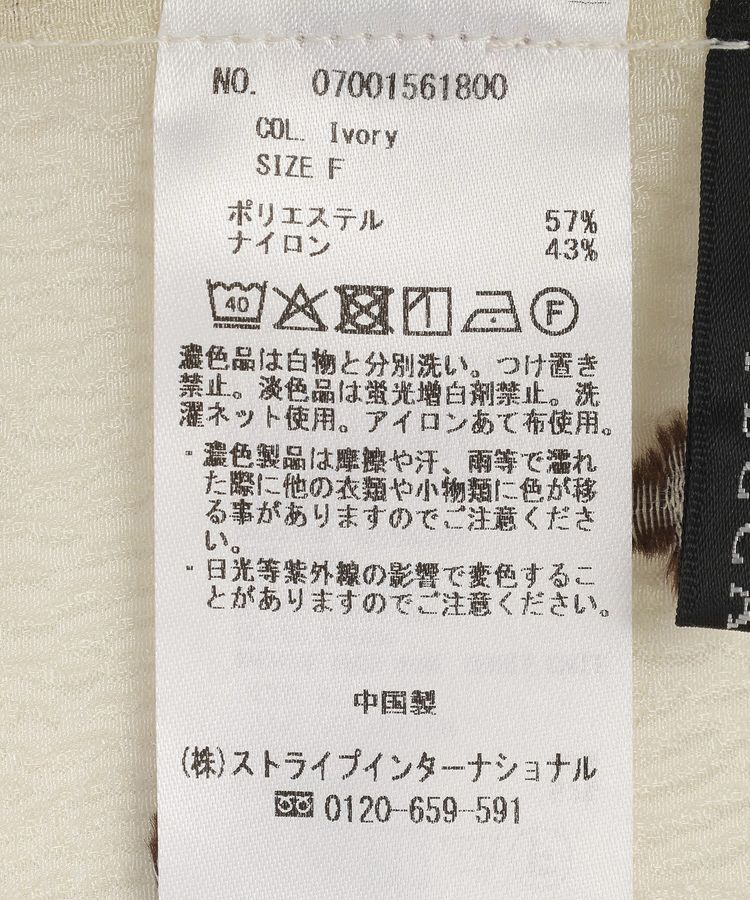 NO. 07001561800
COL. Ivory
SIZE F
ポリエステル 57%
ナイロン 43%
40 F
濃色品は白物と分別洗い。つけ置き
禁止。淡色品は蛍光増白剤禁止。洗
濯ネット使用。アイロンあて布使用。
・濃色製品は摩擦や汗、雨等で濡れ
た際に他の衣類や小物類に色が移
る事がありますのでご注意くださ
い。
・日光等紫外線の影響で変色するこ
とがありますのでご注意ください。
中国製
(株)ストライプインターナショナル
0120-659-591